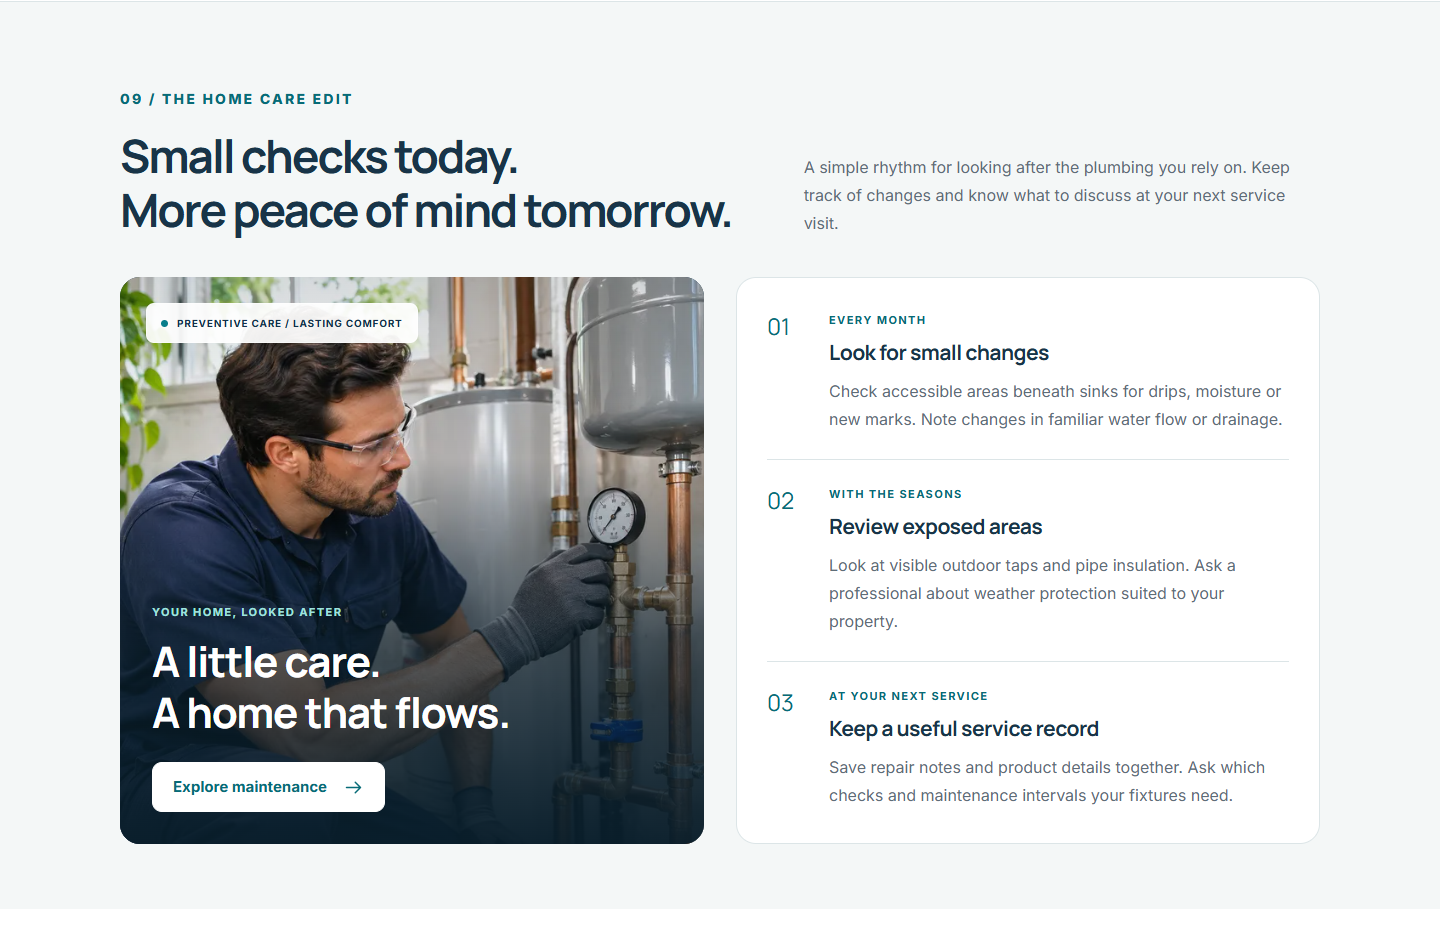 09 / THE HOME CARE EDIT
Small checks today.
More peace of mind tomorrow.
A simple rhythm for looking after the plumbing you rely on. Keep
track of changes and know what to discuss at your next service
visit.
PREVENTIVE CARE / LASTING COMFORT
YOUR HOME, LOOKED AFTER
A little care.
A home that flows.
Explore maintenance →
01
EVERY MONTH
Look for small changes
Check accessible areas beneath sinks for drips, moisture or
new marks. Note changes in familiar water flow or drainage.
02
WITH THE SEASONS
Review exposed areas
Look at visible outdoor taps and pipe insulation. Ask a
professional about weather protection suited to your
property.
03
AT YOUR NEXT SERVICE
Keep a useful service record
Save repair notes and product details together. Ask which
checks and maintenance intervals your fixtures need.